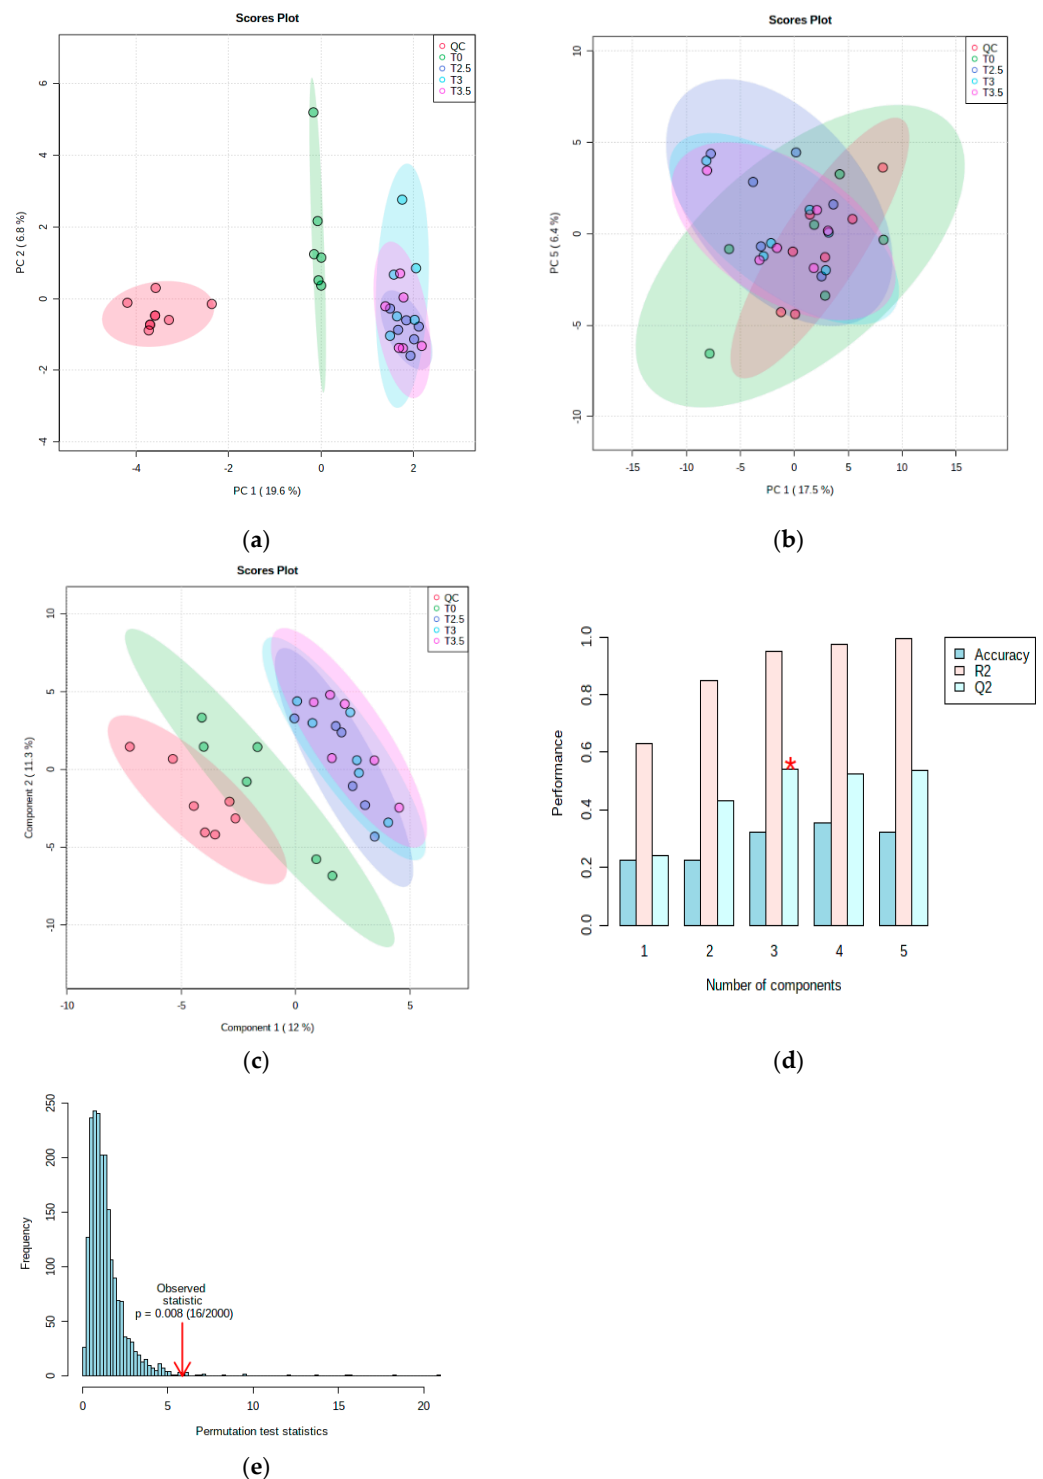 Scores Plot
QC
T0
T2.5
T3
T3.5
6
4
2
0
-2
-4
PC 2 ( 6.8 %)
-4 -2 0 2
PC 1 ( 19.6 %)
(a)
Scores Plot
QC
T0
T2.5
T3
T3.5
10
5
0
-5
-10
PC 5 ( 6.4 %)
-15 -10 -5 0 5 10 15
PC 1 ( 17.5 %)
(b)
Scores Plot
QC
T0
T2.5
T3
T3.5
10
5
0
-5
-10
Component 2 ( 11.3 %)
-10 -5 0 5
Component 1 ( 12 %)
(c)
Accuracy
R2
Q2
1.0
0.8
0.6
0.4
0.2
0.0
Performance
*
1 2 3 4 5
Number of components
(d)
250
200
150
100
50
0
Frequency
Observed
statistic
p = 0.008 (16/2000)
0 5 10 15 20
Permutation test statistics
(e)